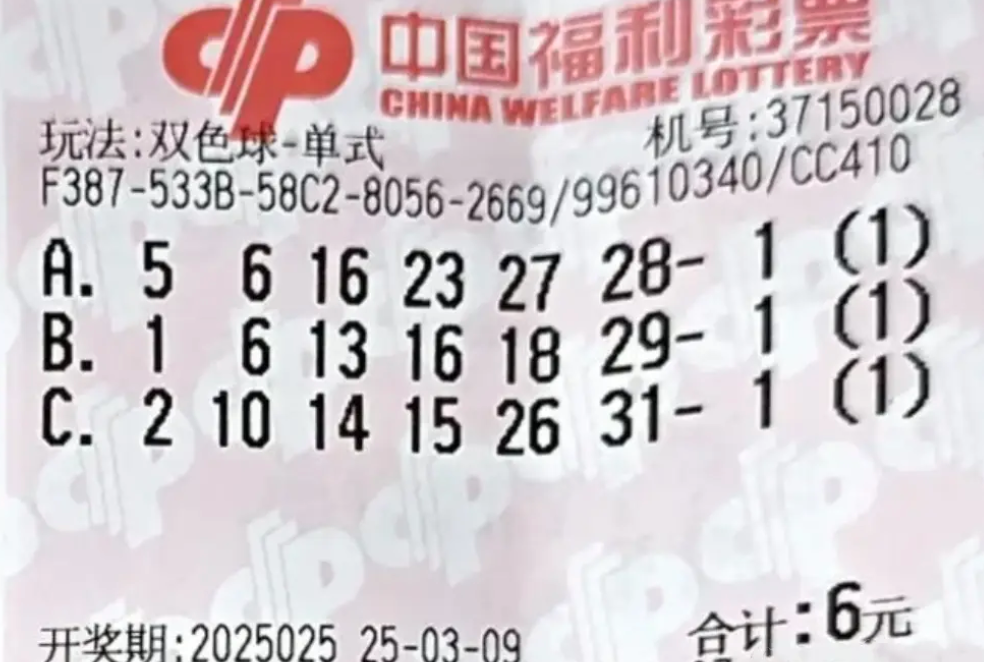 中国福利彩票
CHINA WELFARE LOTTERY
玩法:双色球-单式 机号:37150028
F387-533B-58C2-8056-2669/99610340/CC410
A. 5 6 16 23 27 28- 1 (1)
B. 1 6 13 16 18 29- 1 (1)
C. 2 10 14 15 26 31- 1 (1)
开奖期:2025025 25-03-09 合计:6元